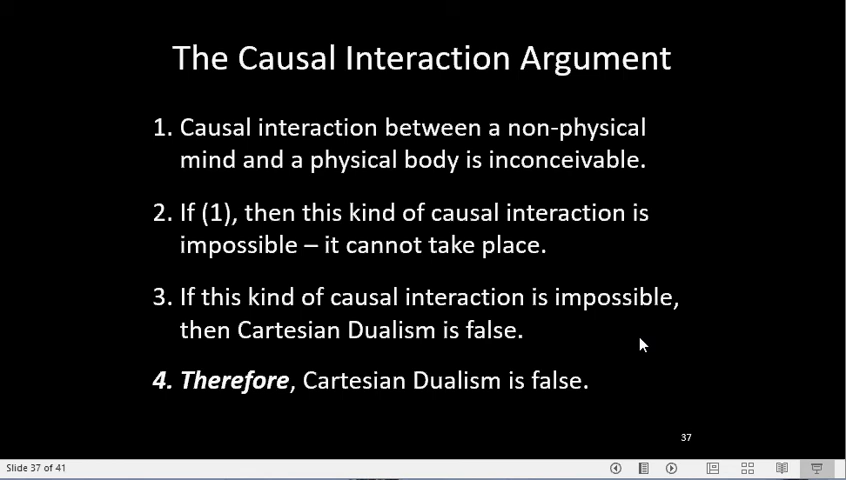 The Causal Interaction Argument
1. Causal interaction between a non-physical
mind and a physical body is inconceivable.
2. If (1), then this kind of causal interaction is
impossible – it cannot take place.
3. If this kind of causal interaction is impossible,
then Cartesian Dualism is false.
4. Therefore, Cartesian Dualism is false.
37
Slide 37 of 41